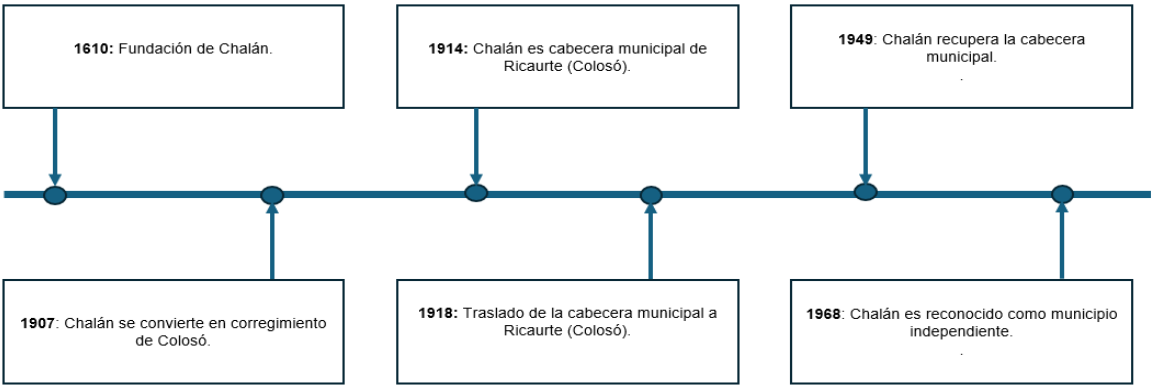 1610: Fundación de Chalán.
1914: Chalán es cabecera municipal de
Ricaurte (Colosó).
1949: Chalán recupera la cabecera
municipal.
.
1907: Chalán se convierte en corregimiento
de Colosó.
1918: Traslado de la cabecera municipal a
Ricaurte (Colosó).
1968: Chalán es reconocido como municipio
independiente.
.